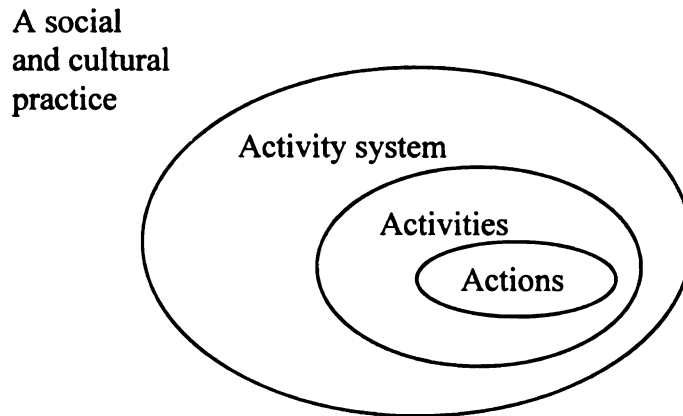 A social
and cultural
practice
Activity system
Activities
Actions